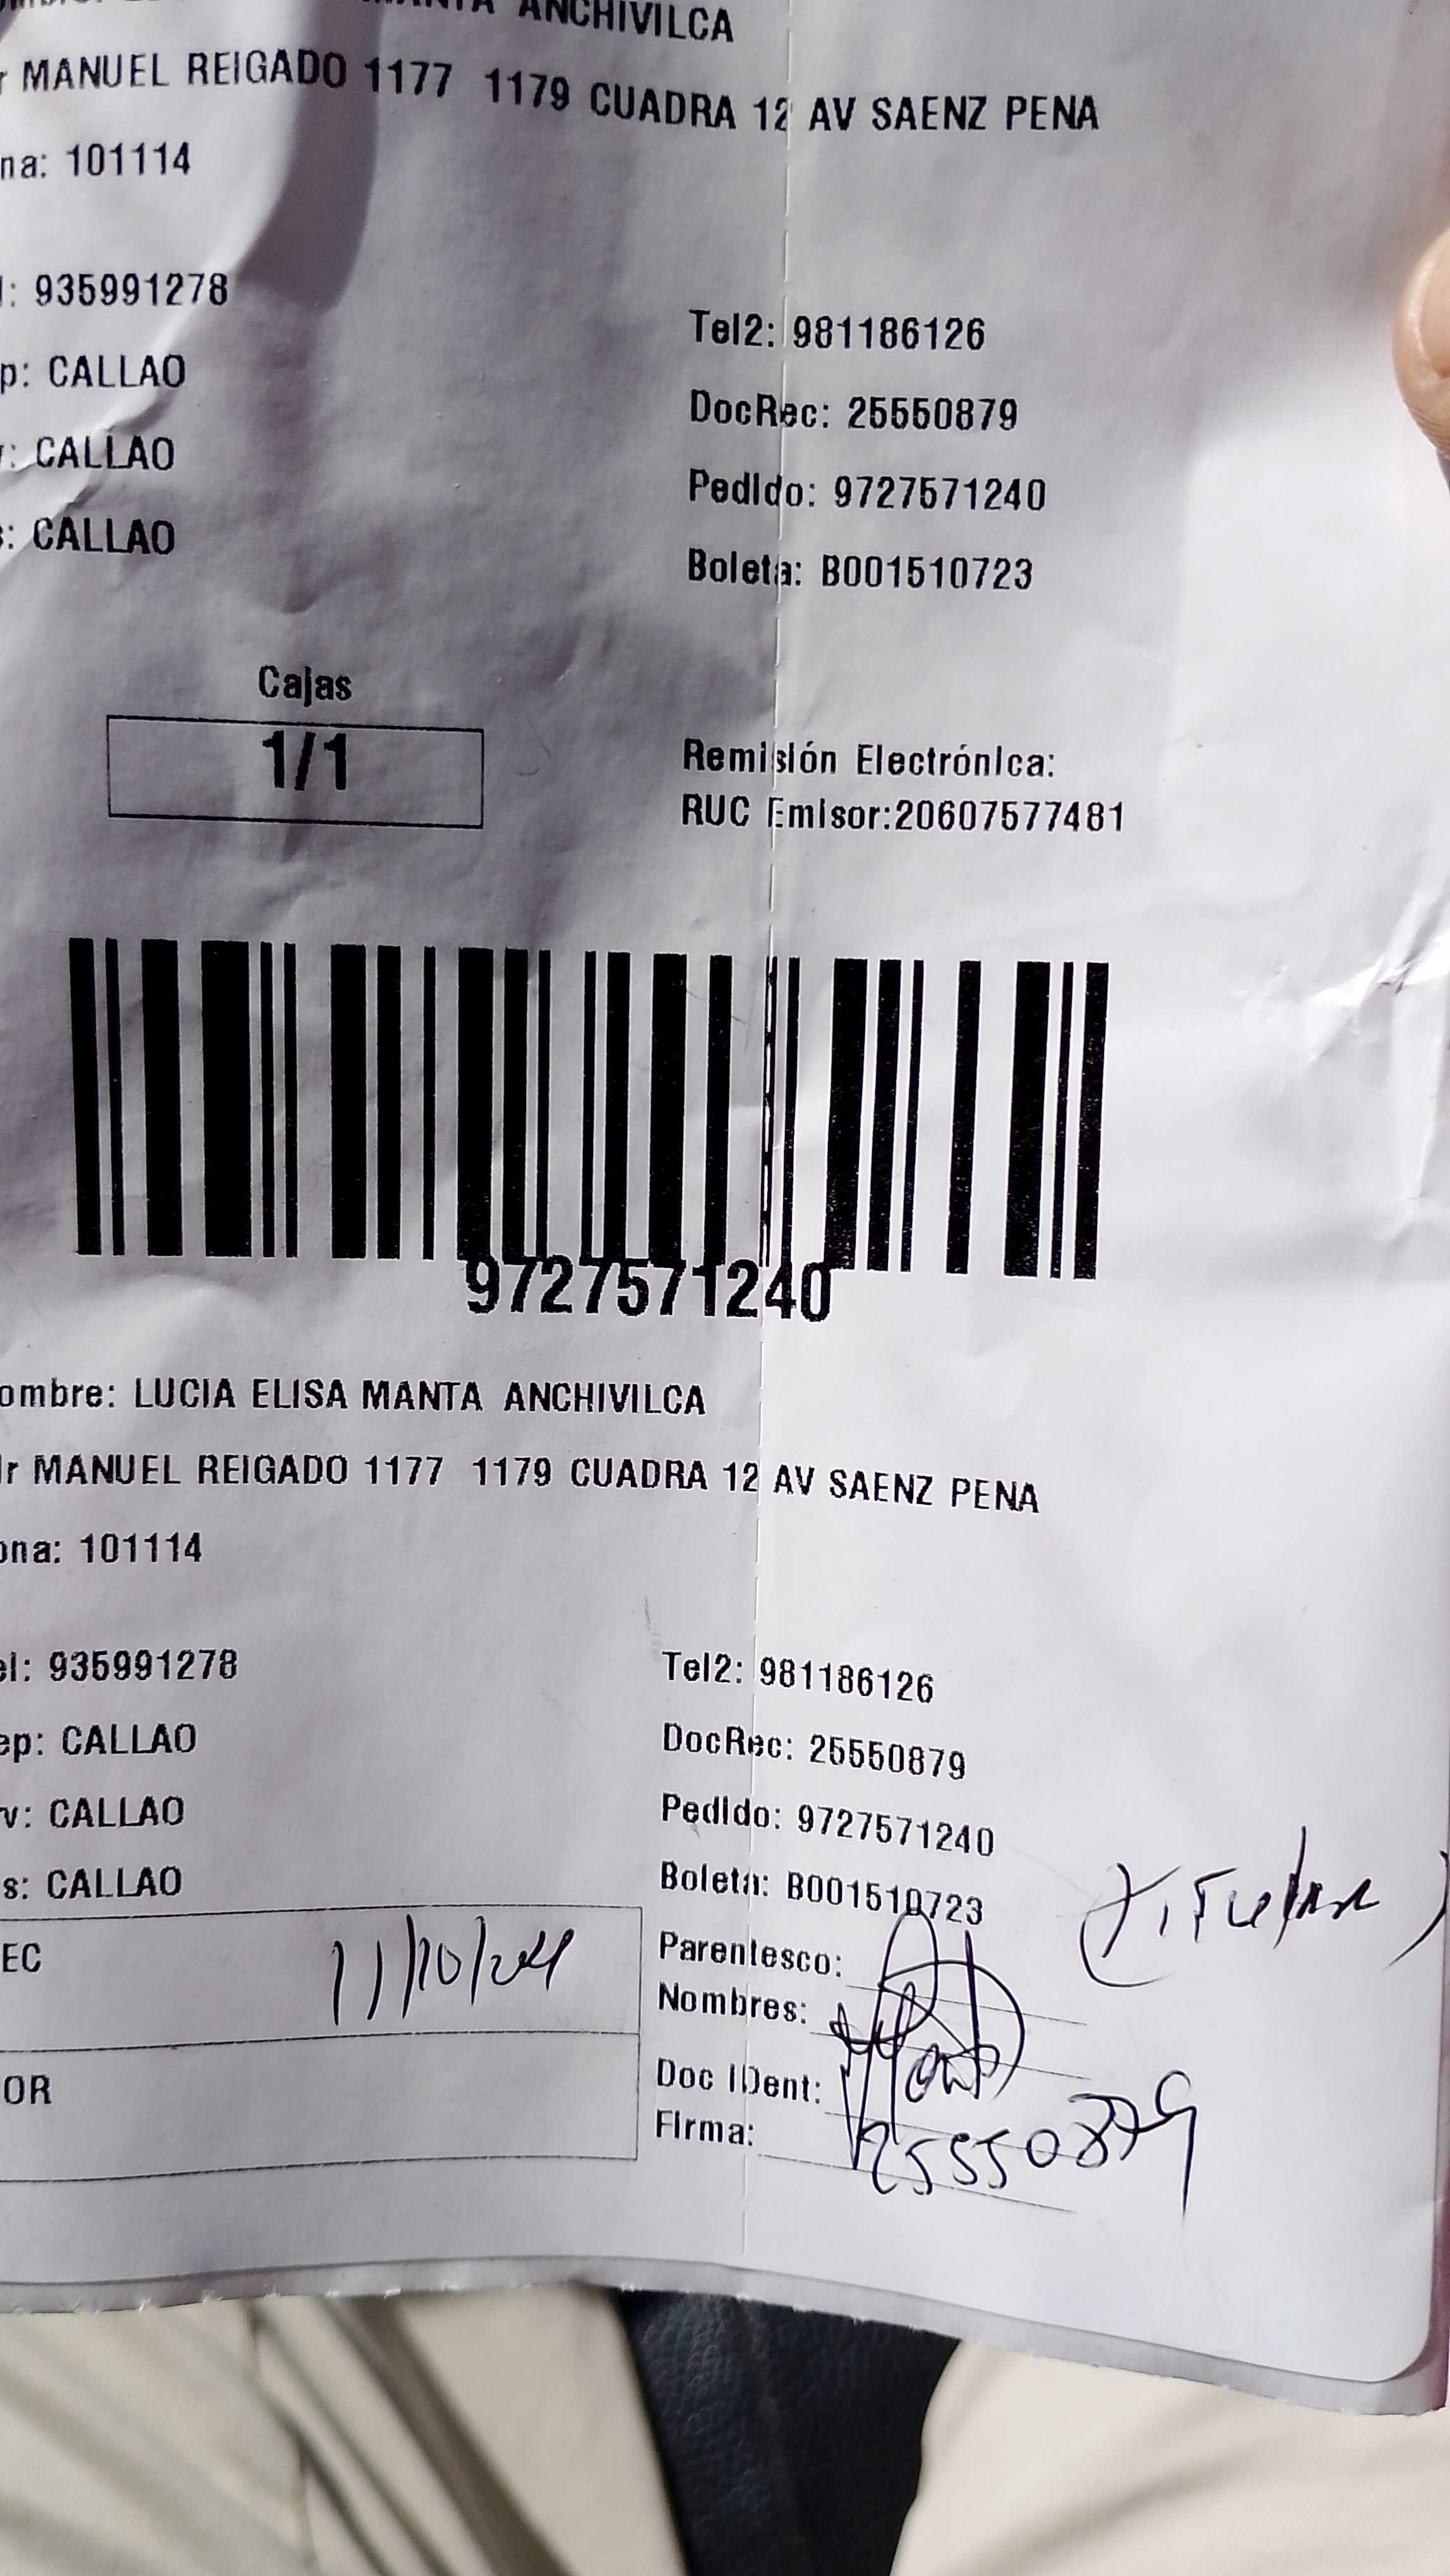 MANTA ANCHIVILCA
r MANUEL REIGADO 1177 1179 CUADRA 12 AV SAENZ PENA
na: 101114
l: 935991278
Tel2: 981186126
p: CALLAO
DocRec: 25550879
: CALLAO
Pedido: 9727571240
s: CALLAO
Boleta: B001510723
Cajas
1/1
Remisión Electrónica:
RUC Emisor:20607577481
9727571240
ombre: LUCIA ELISA MANTA ANCHIVILCA
Ir MANUEL REIGADO 1177 1179 CUADRA 12 AV SAENZ PENA
ona: 101114
el: 935991278
Tel2: 981186126
ep: CALLAO
DocRec: 25550879
v: CALLAO
Pedido: 9727571240
s: CALLAO
Boleta: B001510723
(Titular)
EC
Parentesco:
Nombres:
OR
Doc IDent:
Firma:
25550879